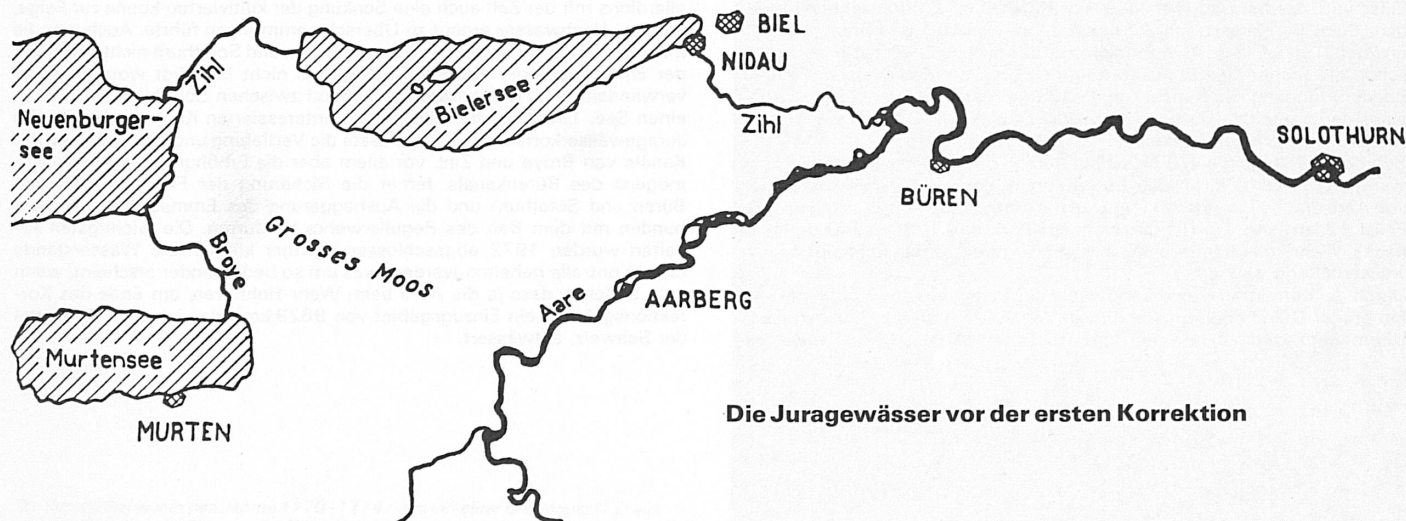 BIEL
NIDAU
Zihl
Bielersee
Neuenburger-
see
Zihl
SOLOTHURN
BÜREN
Broye
Grosses Moos
Aare
AARBERG
Murtensee
MURTEN
Die Juragewässer vor der ersten Korrektion